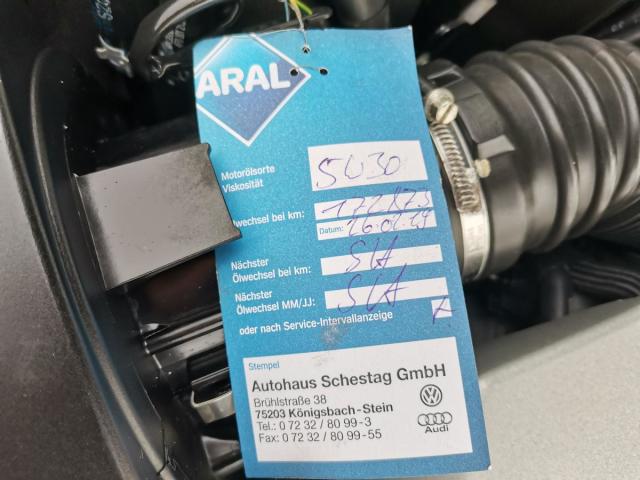 ARAL
Motorölsorte
Viskosität
5W30
lwechsel bei km:
Datum:
Nächster
Ölwechsel bei km:
SIA
Nächster
Ölwechsel MM/JJ:
SIA
oder nach Service-Intervallanzeige
X
Stempel
Autohaus Schestag GmbH
Brühlstraße 38
75203 Königsbach-Stein
Tel.: 0 72 32 / 80 99-3
Fax: 0 72 32 / 80 99-55
Audi